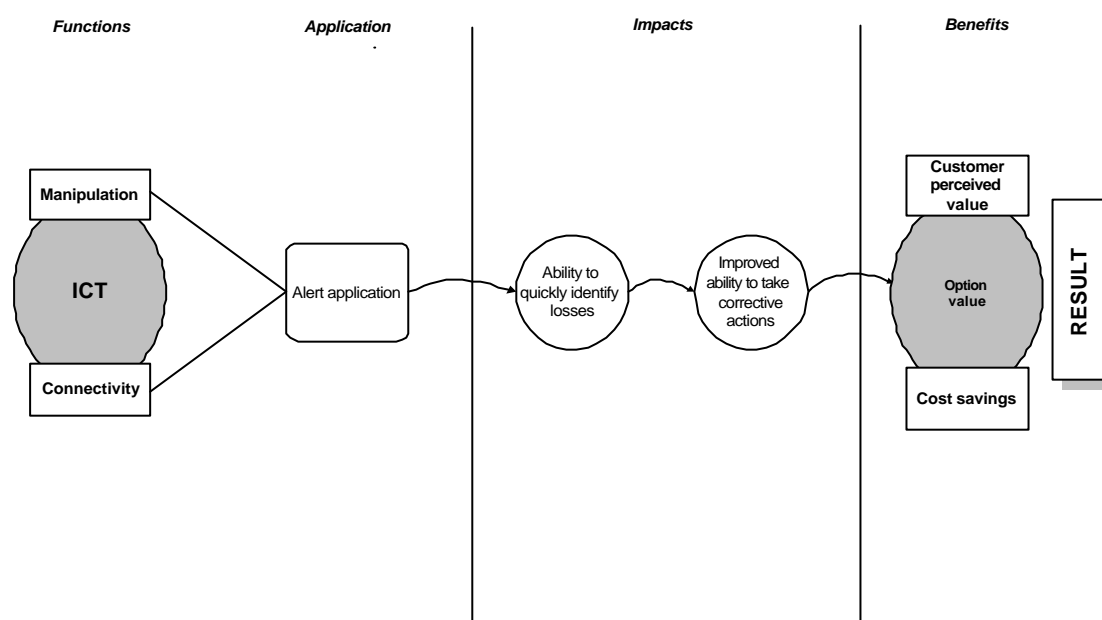 Functions
Application
Impacts
Benefits
Manipulation
ICT
Connectivity
Alert application
Ability to
quickly identify
losses
Improved
ability to take
corrective
actions
Customer
perceived
value
Option
value
Cost savings
RESULT